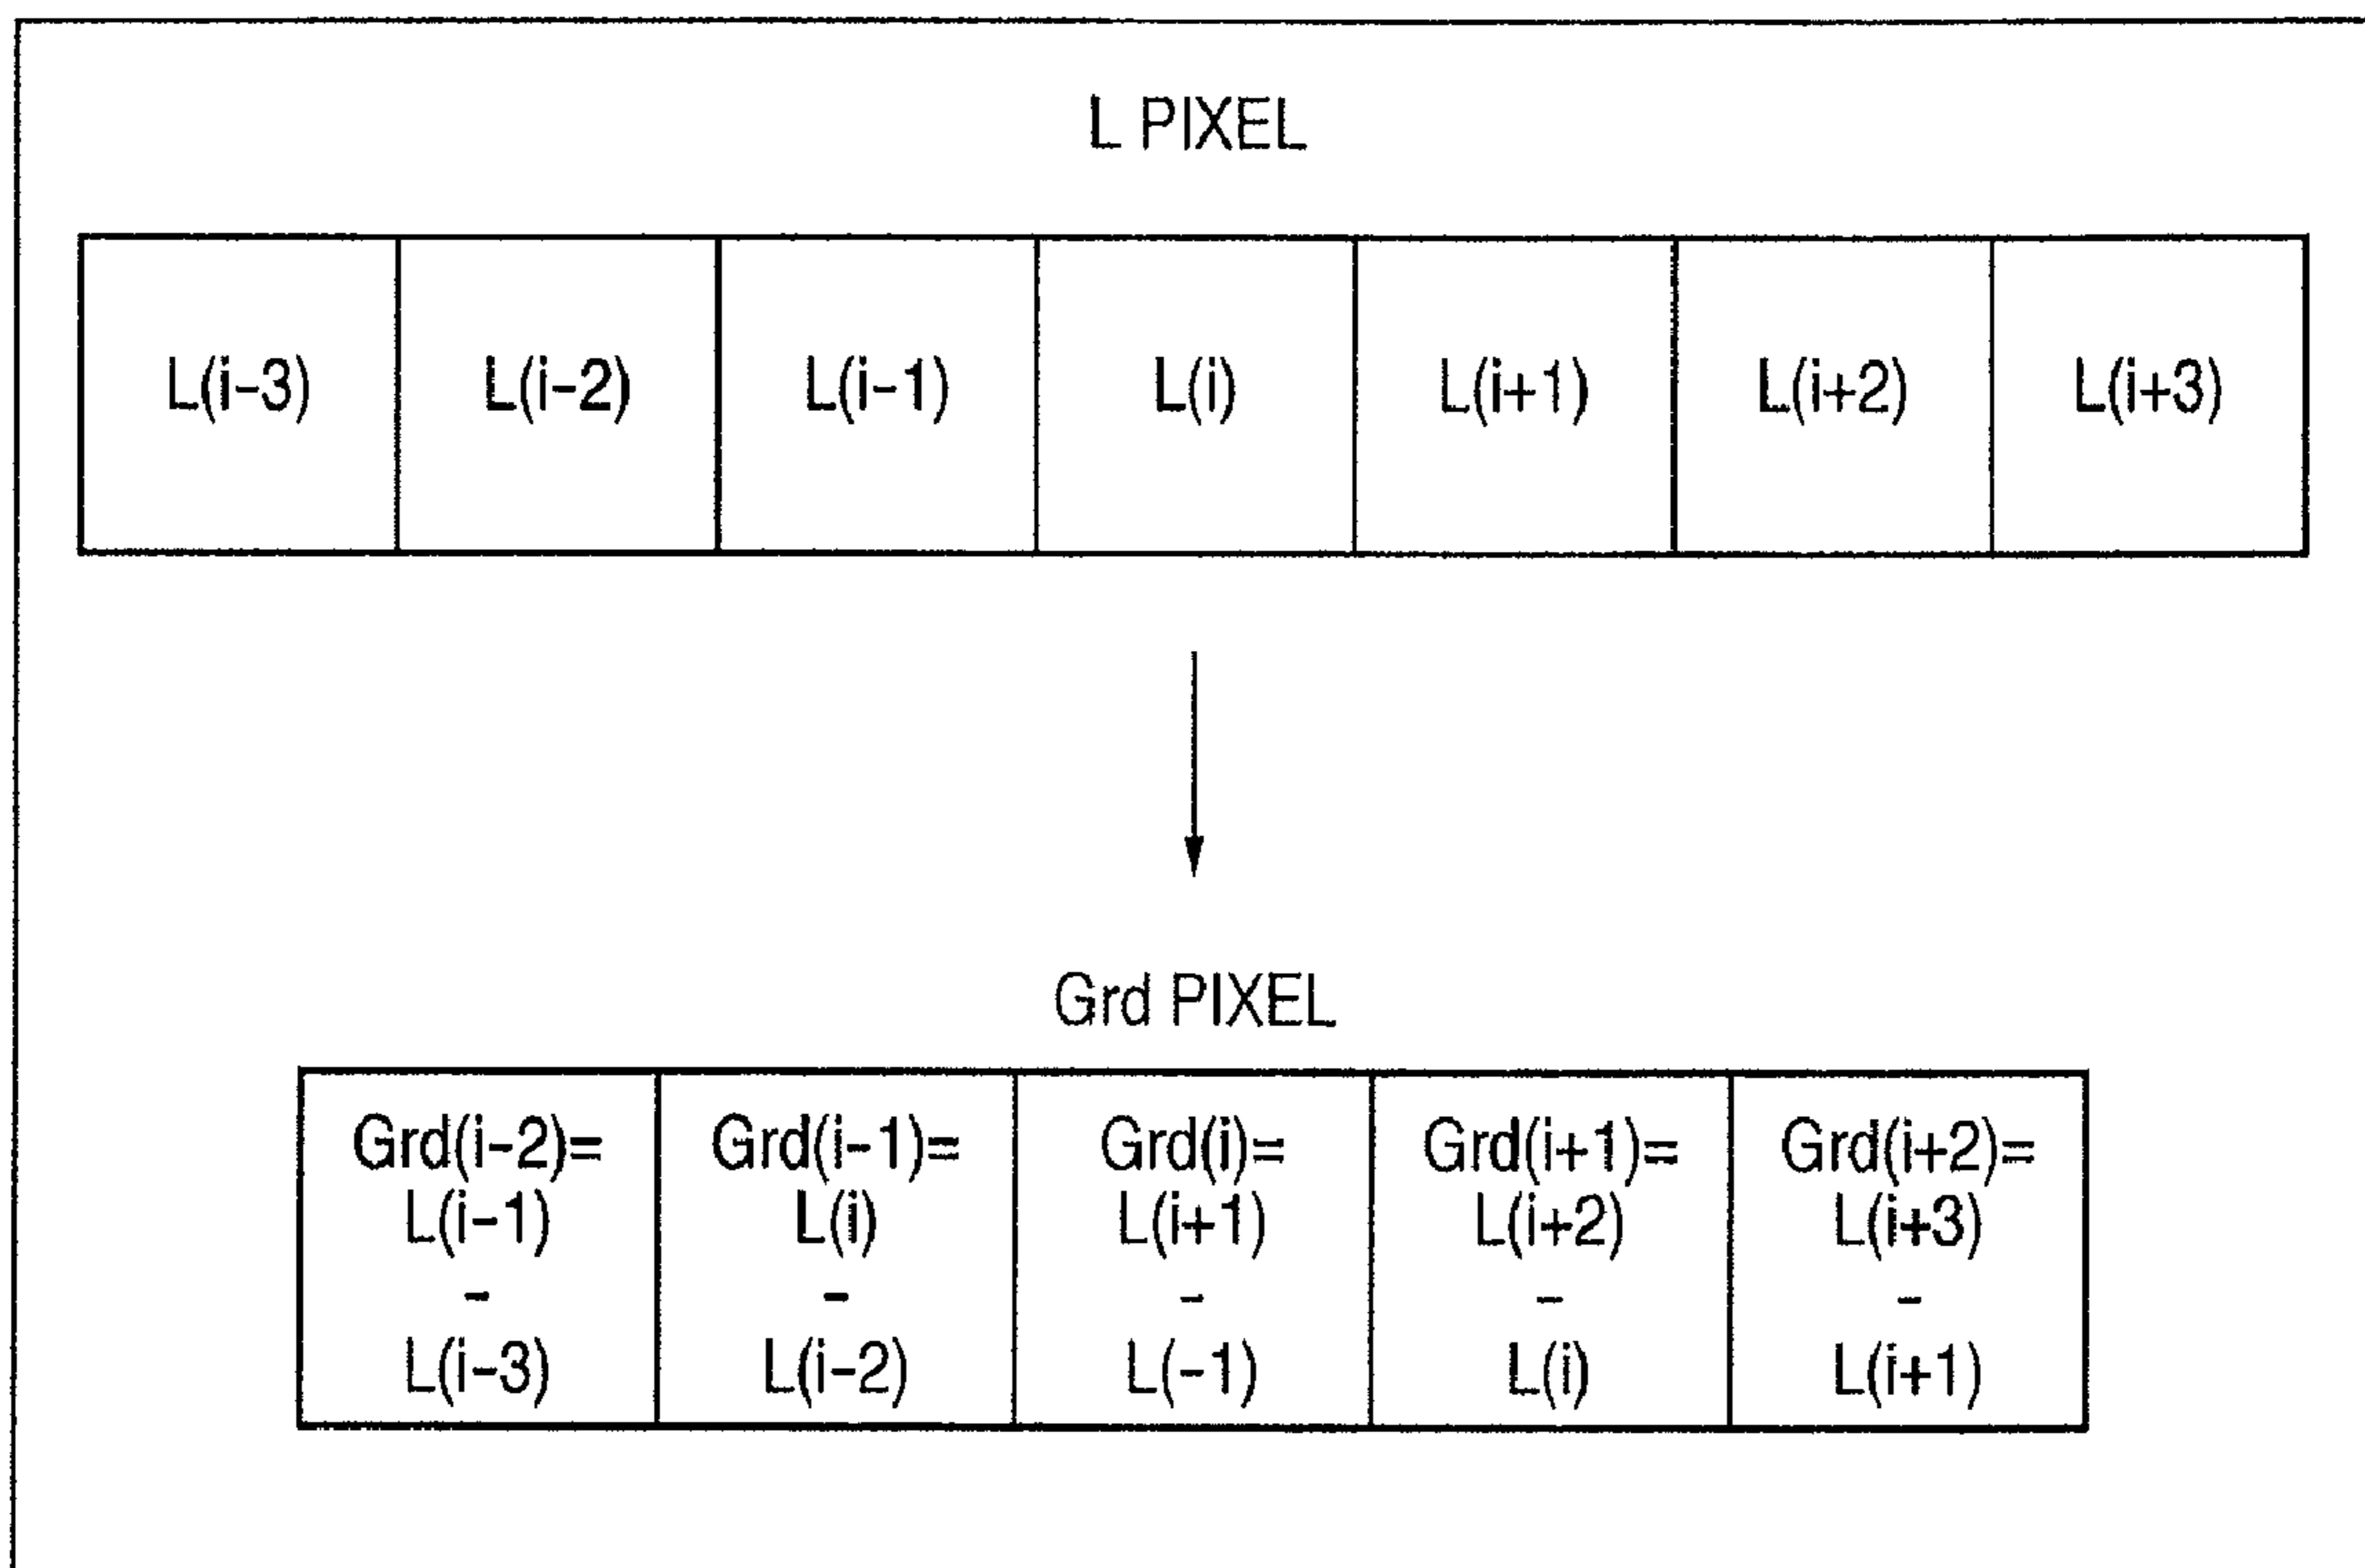 L PIXEL
L(i-3) L(i-2) L(i-1) L(i) L(i+1) L(i+2) L(i+3)
Grd PIXEL
Grd(i-2)= Grd(i-1)= Grd(i)= Grd(i+1)= Grd(i+2)=
L(i-1) L(i) L(i+1) L(i+2) L(i+3)
- - - - -
L(i-3) L(i-2) L(-1) L(i) L(i+1)